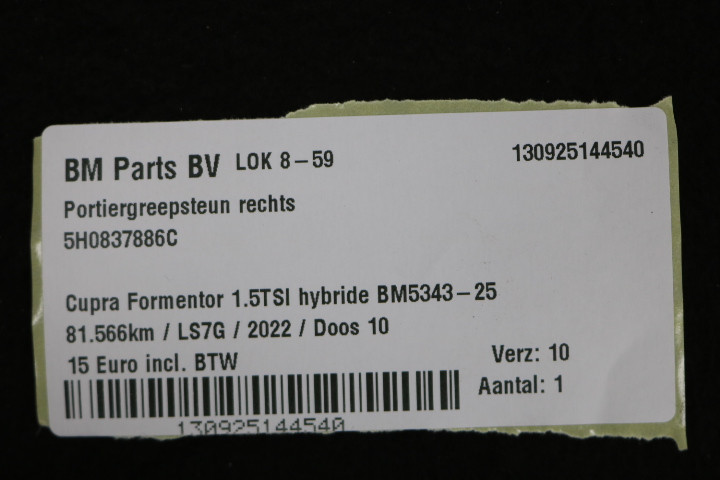 BM Parts BV LOK 8-59 130925144540
Portiergreepsteun rechts
5H0837886C
Cupra Formentor 1.5TSI hybride BM5343-25
81.566km / LS7G / 2022 / Doos 10
15 Euro incl. BTW Verz: 10
Aantal: 1
130925144540